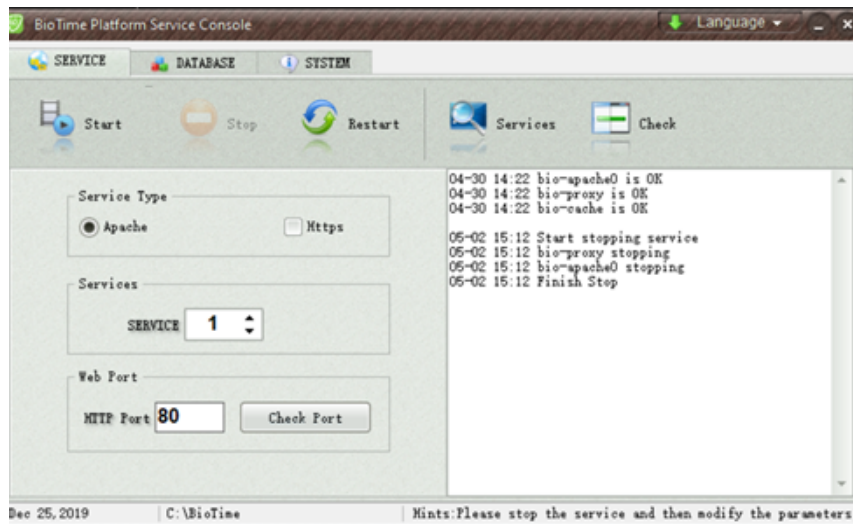 BioTime Platform Service Console
Language
SERVICE
DATABASE
SYSTEM
Start
Stop
Restart
Services
Check
Service Type
Apache
Https
Services
SERVICE 1
Web Port
HTTP Port 80
Check Port
04-30 14:22 bio-apache0 is OK
04-30 14:22 bio-proxy is OK
04-30 14:22 bio-cache is OK
05-02 15:12 Start stopping service
05-02 15:12 bio-proxy stopping
05-02 15:12 bio-apache0 stopping
05-02 15:12 Finish Stop
Dec 25,2019
C:\BioTime
Hints:Please stop the service and then modify the parameters